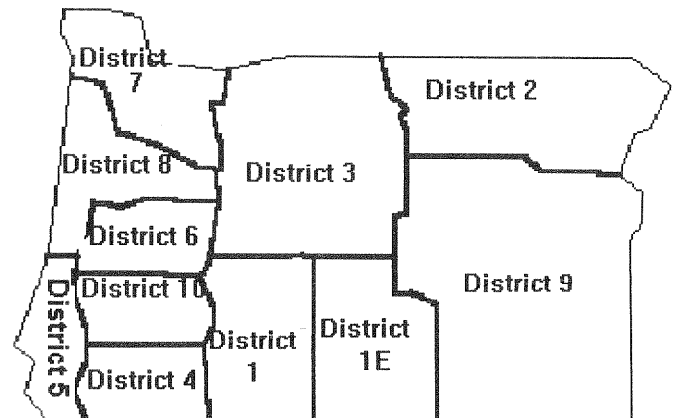 District
7
District 2
District 8
District 3
District 6
District 9
District 10
District 5
District
1
District
1E
District 4